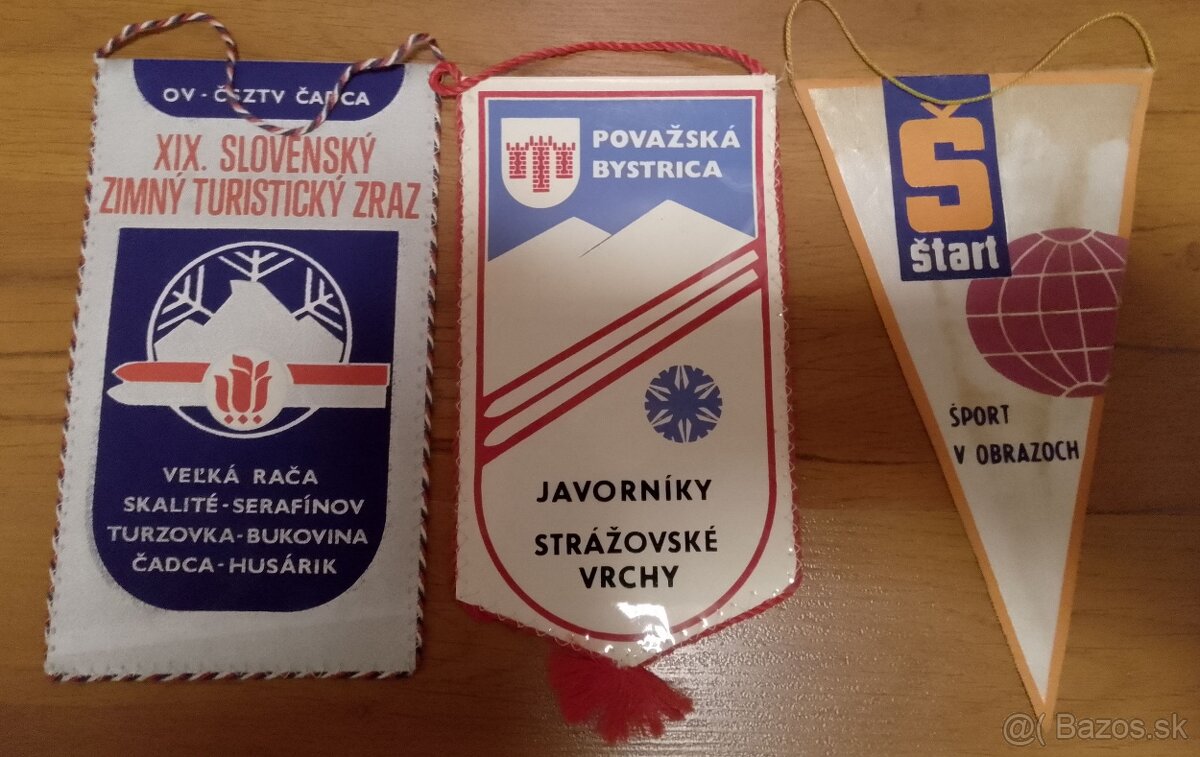 OV - ČSZTV ČADCA
XIX. SLOVENSKÝ
ZIMNÝ TURISTICKÝ ZRAZ
VEĽKÁ RAČA
SKALITÉ-SERAFÍNOV
TURZOVKA-BUKOVINA
ČADCA-HUSÁRIK
POVAŽSKÁ
BYSTRICA
JAVORNÍKY
STRÁŽOVSKÉ
VRCHY
Š
štart
ŠPORT
V OBRAZOCH
@( Bazos.sk